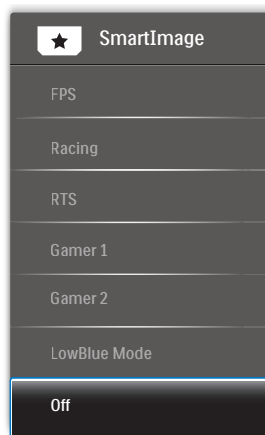 SmartImage
FPS
Racing
RTS
Gamer 1
Gamer 2
LowBlue Mode
Off